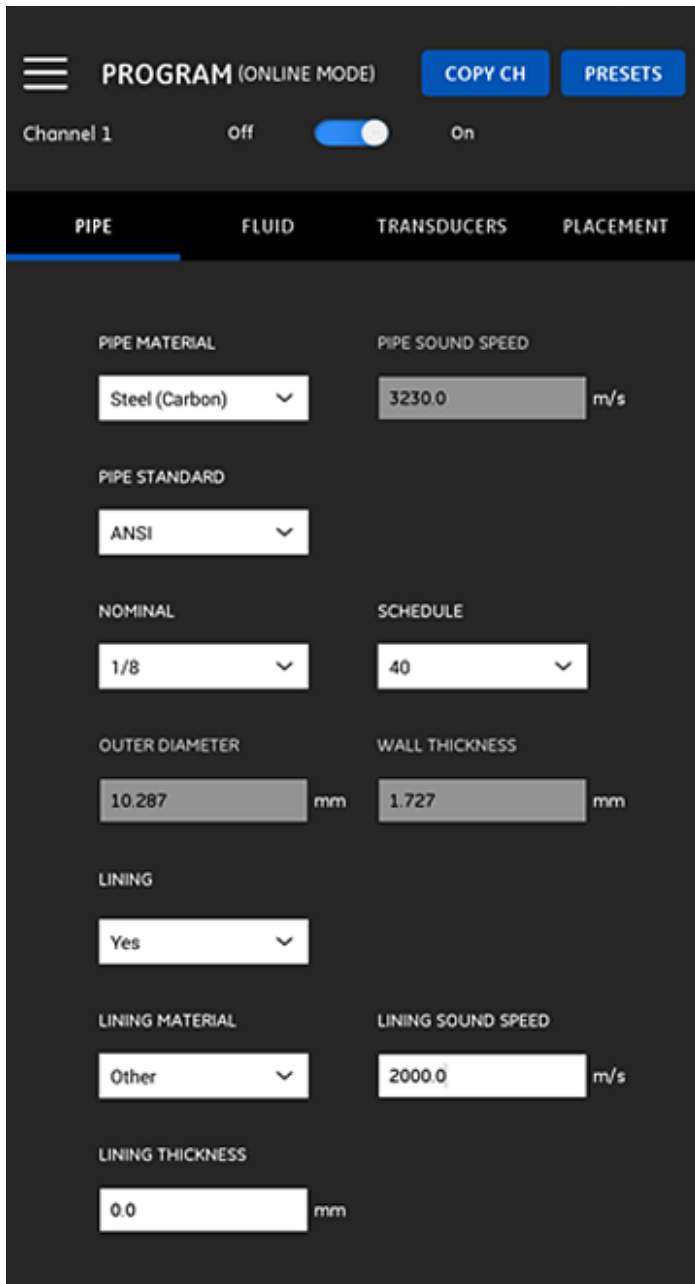 PROGRAM (ONLINE MODE) COPY CH PRESETS
Channel 1 Off On
PIPE FLUID TRANSDUCERS PLACEMENT
PIPE MATERIAL PIPE SOUND SPEED
Steel (Carbon) 3230.0 m/s
PIPE STANDARD
ANSI
NOMINAL SCHEDULE
1/8 40
OUTER DIAMETER WALL THICKNESS
10.287 mm 1.727 mm
LINING
Yes
LINING MATERIAL LINING SOUND SPEED
Other 2000.0 m/s
LINING THICKNESS
0.0 mm